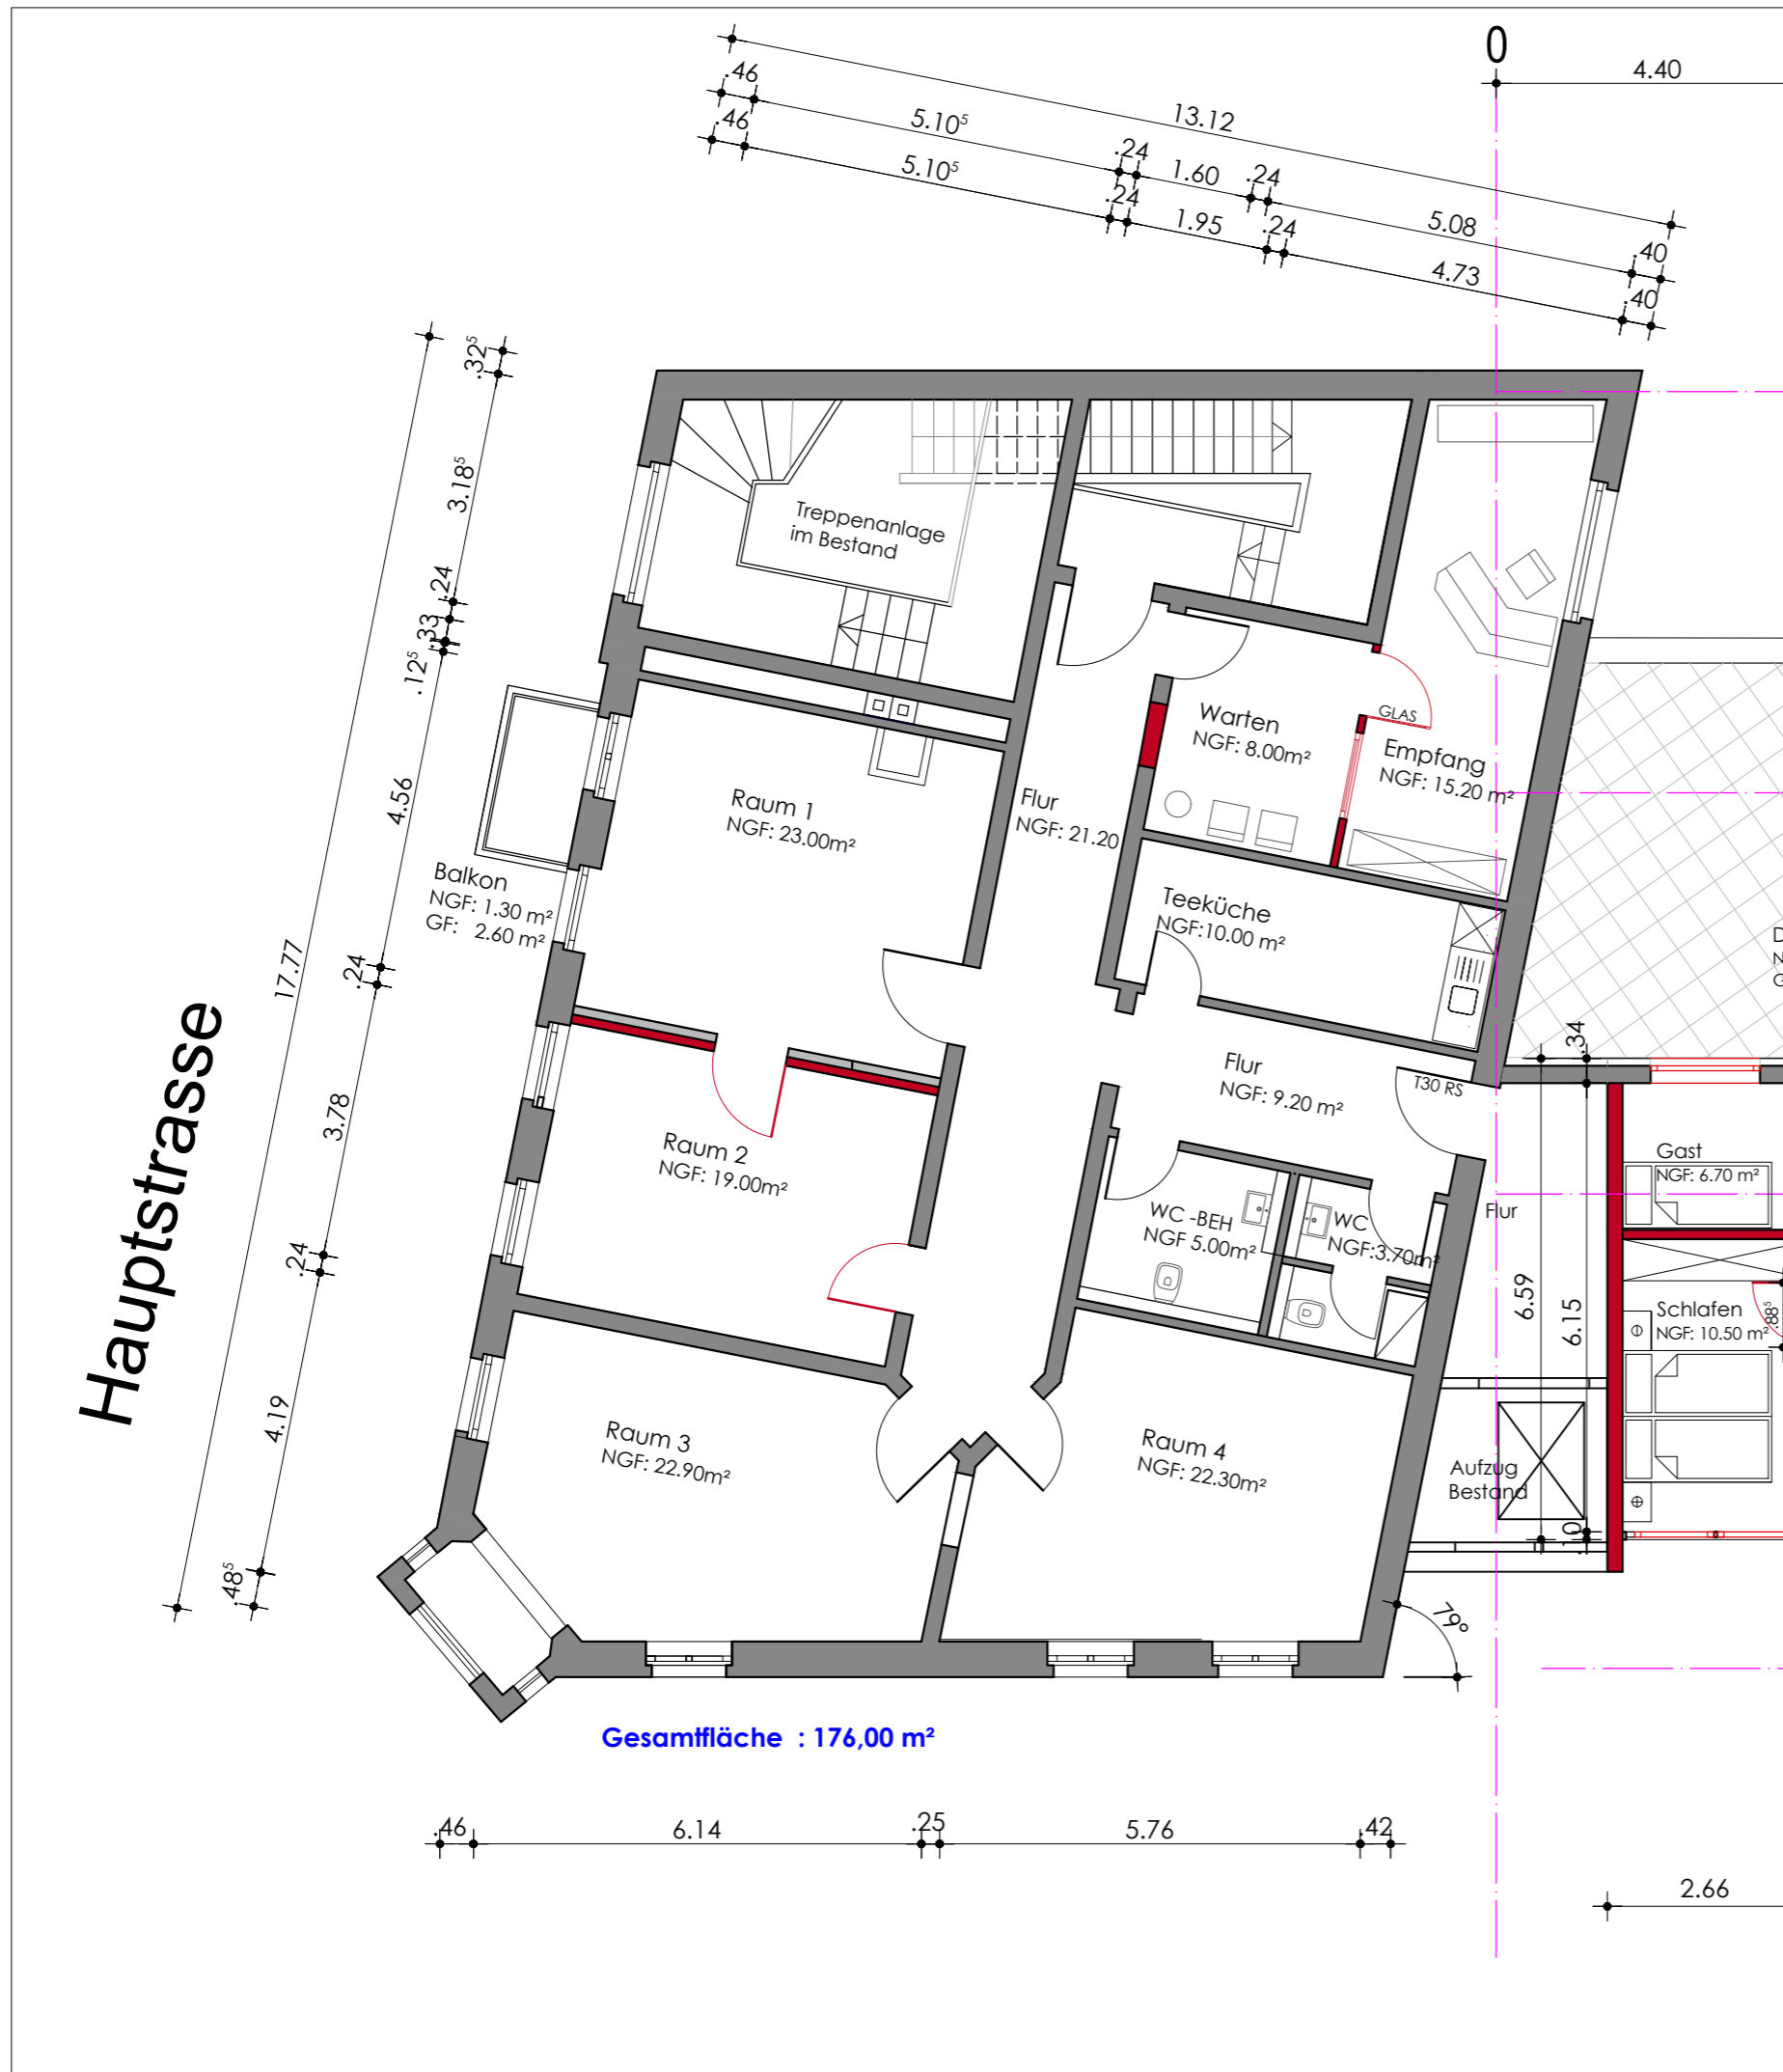 0
4.40
13.12
.46
5.10⁵
.24
1.60
.24
5.08
.40
.46
5.10⁵
.24
1.95
.24
4.73
.40
.32⁵
3.18⁵
.24
.33
.12⁵
4.56
.24
3.78
.24
4.19
.48⁵
17.77
Hauptstrasse
Treppenanlage
im Bestand
Warten
NGF: 8.00m²
GLAS
Empfang
NGF: 15.20 m²
Raum 1
NGF: 23.00m²
Flur
NGF: 21.20
Balkon
NGF: 1.30 m²
GF: 2.60 m²
Teeküche
NGF:10.00 m²
D
N
G
.34
Flur
NGF: 9.20 m²
T30 RS
Raum 2
NGF: 19.00m²
Gast
NGF: 6.70 m²
WC -BEH
NGF 5.00m²
WC
NGF:3.70m²
Flur
6.59
6.15
Schlafen
NGF: 10.50 m²
.88⁵
Raum 3
NGF: 22.90m²
Raum 4
NGF: 22.30m²
Aufzug
Bestand
.10
79°
Gesamtfläche : 176,00 m²
.46
6.14
.25
5.76
.42
2.66